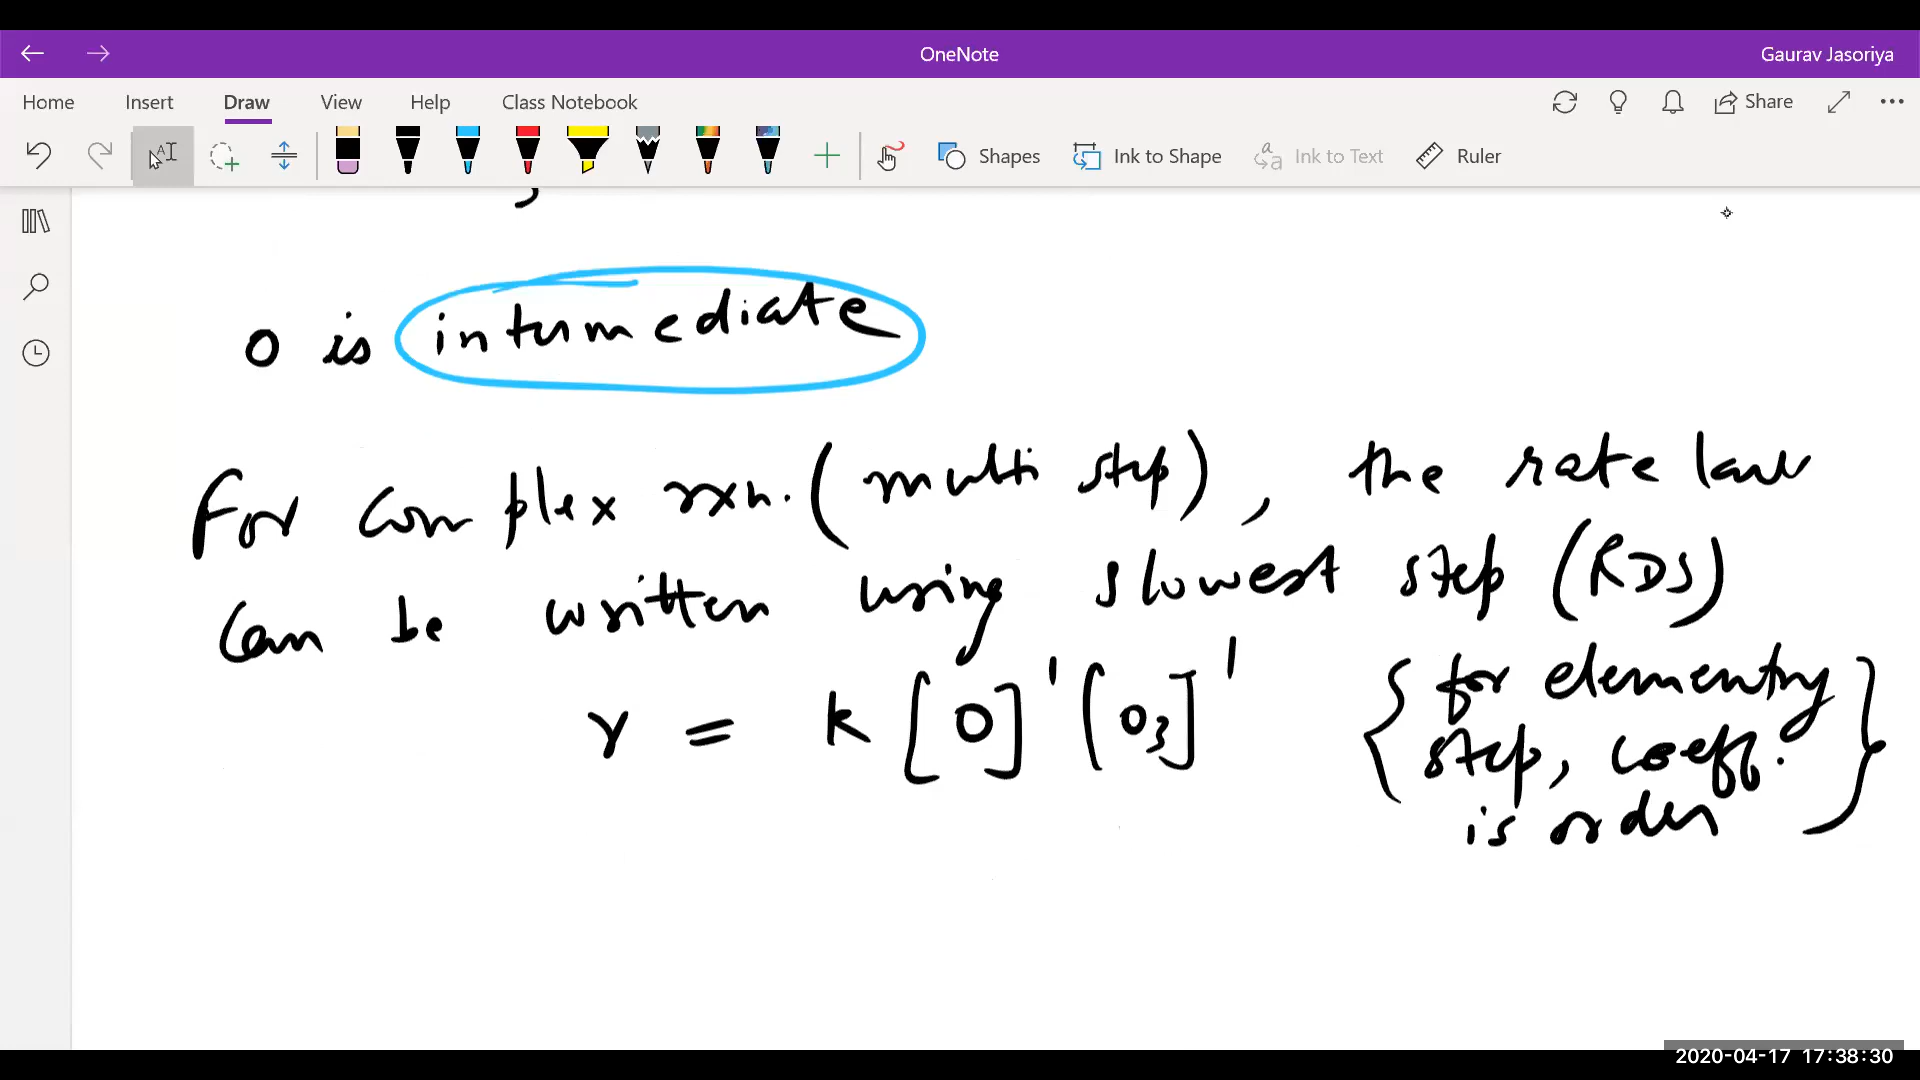 OneNote
Gaurav Jasoriya
Home Insert Draw View Help Class Notebook Share
Shapes Ink to Shape Ink to Text Ruler
O is intermediate
For complex rxn. (multi step), the rate law
can be written using slowest step (RDS)
r = k [O]¹ [O₃]¹
{for elementry
step, coeff.
is order}
2020-04-17 17:38:30